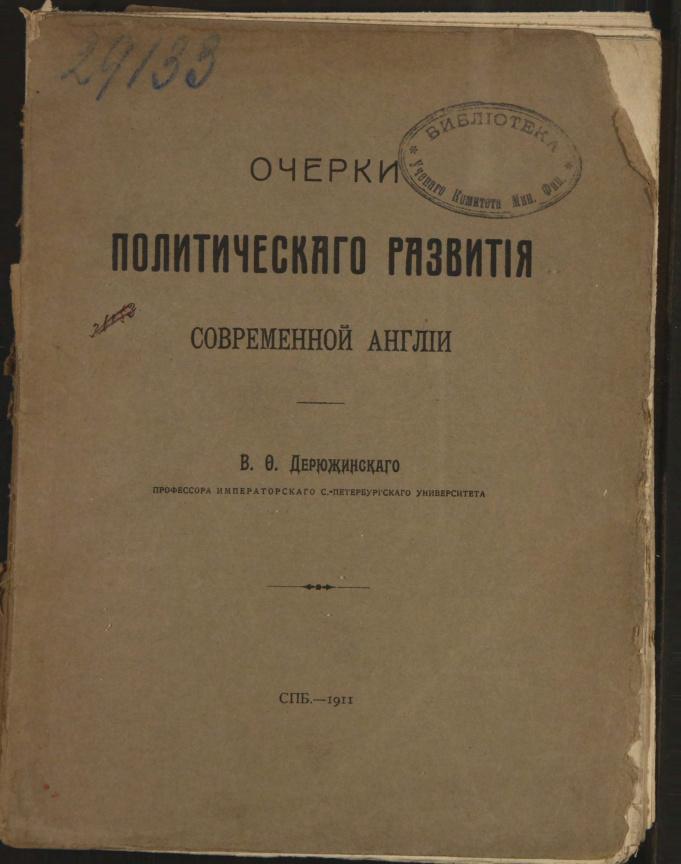 29133
БИБЛІОТЕКА
Ученаго Комитета Мин. Фин.
ОЧЕРКИ
ПОЛИТИЧЕСКАГО РАЗВИТІЯ
СОВРЕМЕННОЙ АНГЛІИ
В. Ѳ. Дерюжинскаго
ПРОФЕССОРА ИМПЕРАТОРСКАГО С.-ПЕТЕРБУРГСКАГО УНИВЕРСИТЕТА
СПБ.—1911